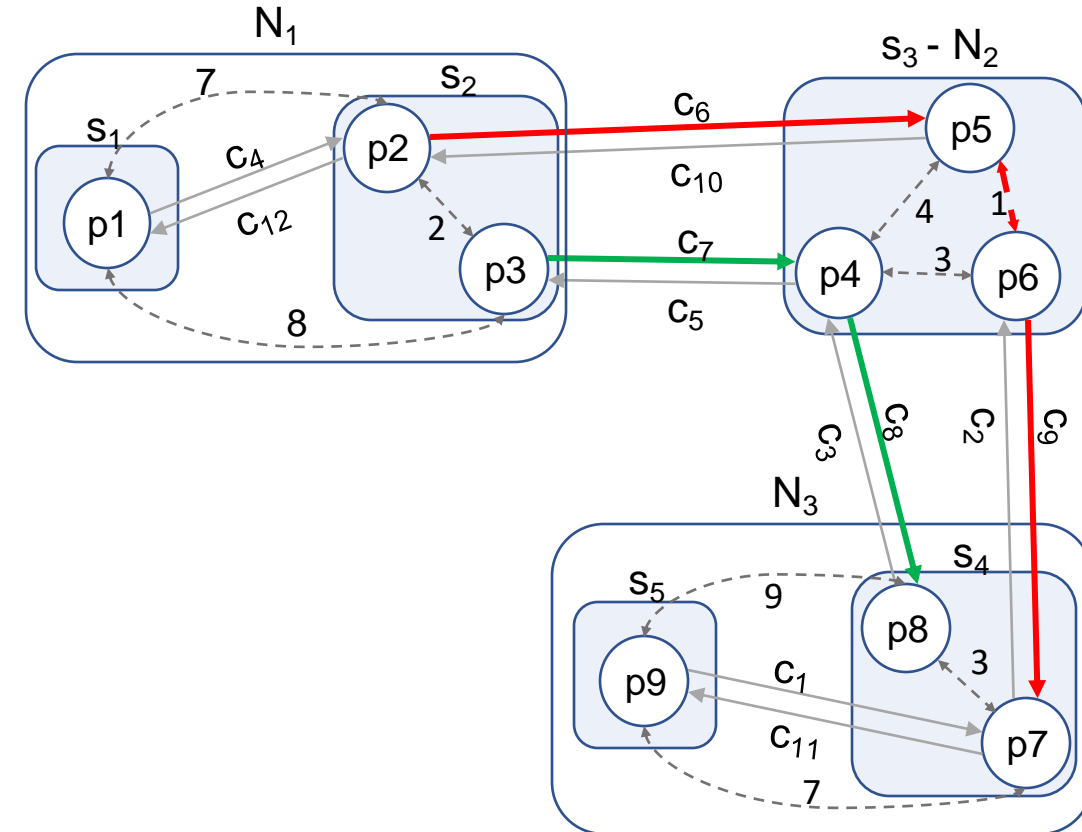 N₁
s₃ - N₂
7
s₂
c₆
s₁
p5
c₄
p2
c₁₀
c₁₂
p1
4
1
2
c₇
3
p3
p4
p6
8
c₅
c₃
c₈
c₂
c₉
N₃
s₄
s₅
9
p8
3
c₁
p9
c₁₁
p7
7